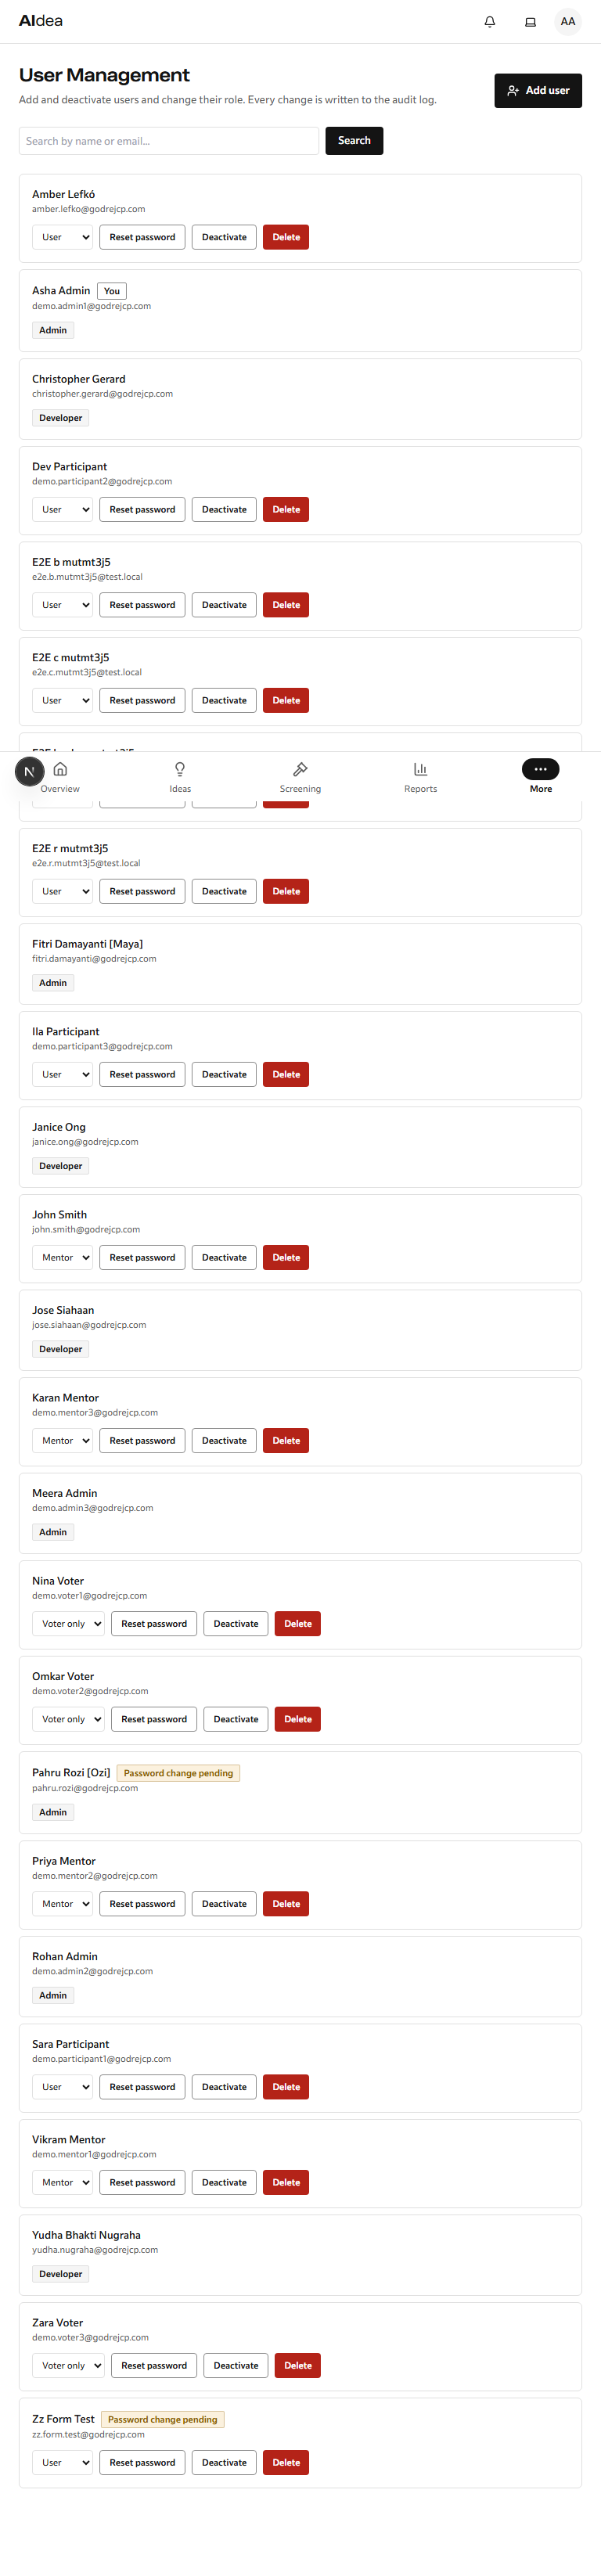 AIdea
AA
User Management
Add and deactivate users and change their role. Every change is written to the audit log.
Add user
Search by name or email...
Search
Amber Lefkó
amber.lefko@godrejcp.com
User Reset password Deactivate Delete
Asha Admin You
demo.admin1@godrejcp.com
Admin
Christopher Gerard
christopher.gerard@godrejcp.com
Developer
Dev Participant
demo.participant2@godrejcp.com
User Reset password Deactivate Delete
E2E b mutmt3j5
e2e.b.mutmt3j5@test.local
User Reset password Deactivate Delete
E2E c mutmt3j5
e2e.c.mutmt3j5@test.local
User Reset password Deactivate Delete
N
Overview Ideas Screening Reports More
E2E r mutmt3j5
e2e.r.mutmt3j5@test.local
User Reset password Deactivate Delete
Fitri Damayanti [Maya]
fitri.damayanti@godrejcp.com
Admin
Ila Participant
demo.participant3@godrejcp.com
User Reset password Deactivate Delete
Janice Ong
janice.ong@godrejcp.com
Developer
John Smith
john.smith@godrejcp.com
Mentor Reset password Deactivate Delete
Jose Siahaan
jose.siahaan@godrejcp.com
Developer
Karan Mentor
demo.mentor3@godrejcp.com
Mentor Reset password Deactivate Delete
Meera Admin
demo.admin3@godrejcp.com
Admin
Nina Voter
demo.voter1@godrejcp.com
Voter only Reset password Deactivate Delete
Omkar Voter
demo.voter2@godrejcp.com
Voter only Reset password Deactivate Delete
Pahru Rozi [Ozi] Password change pending
pahru.rozi@godrejcp.com
Admin
Priya Mentor
demo.mentor2@godrejcp.com
Mentor Reset password Deactivate Delete
Rohan Admin
demo.admin2@godrejcp.com
Admin
Sara Participant
demo.participant1@godrejcp.com
User Reset password Deactivate Delete
Vikram Mentor
demo.mentor1@godrejcp.com
Mentor Reset password Deactivate Delete
Yudha Bhakti Nugraha
yudha.nugraha@godrejcp.com
Developer
Zara Voter
demo.voter3@godrejcp.com
Voter only Reset password Deactivate Delete
Zz Form Test Password change pending
zz.form.test@godrejcp.com
User Reset password Deactivate Delete